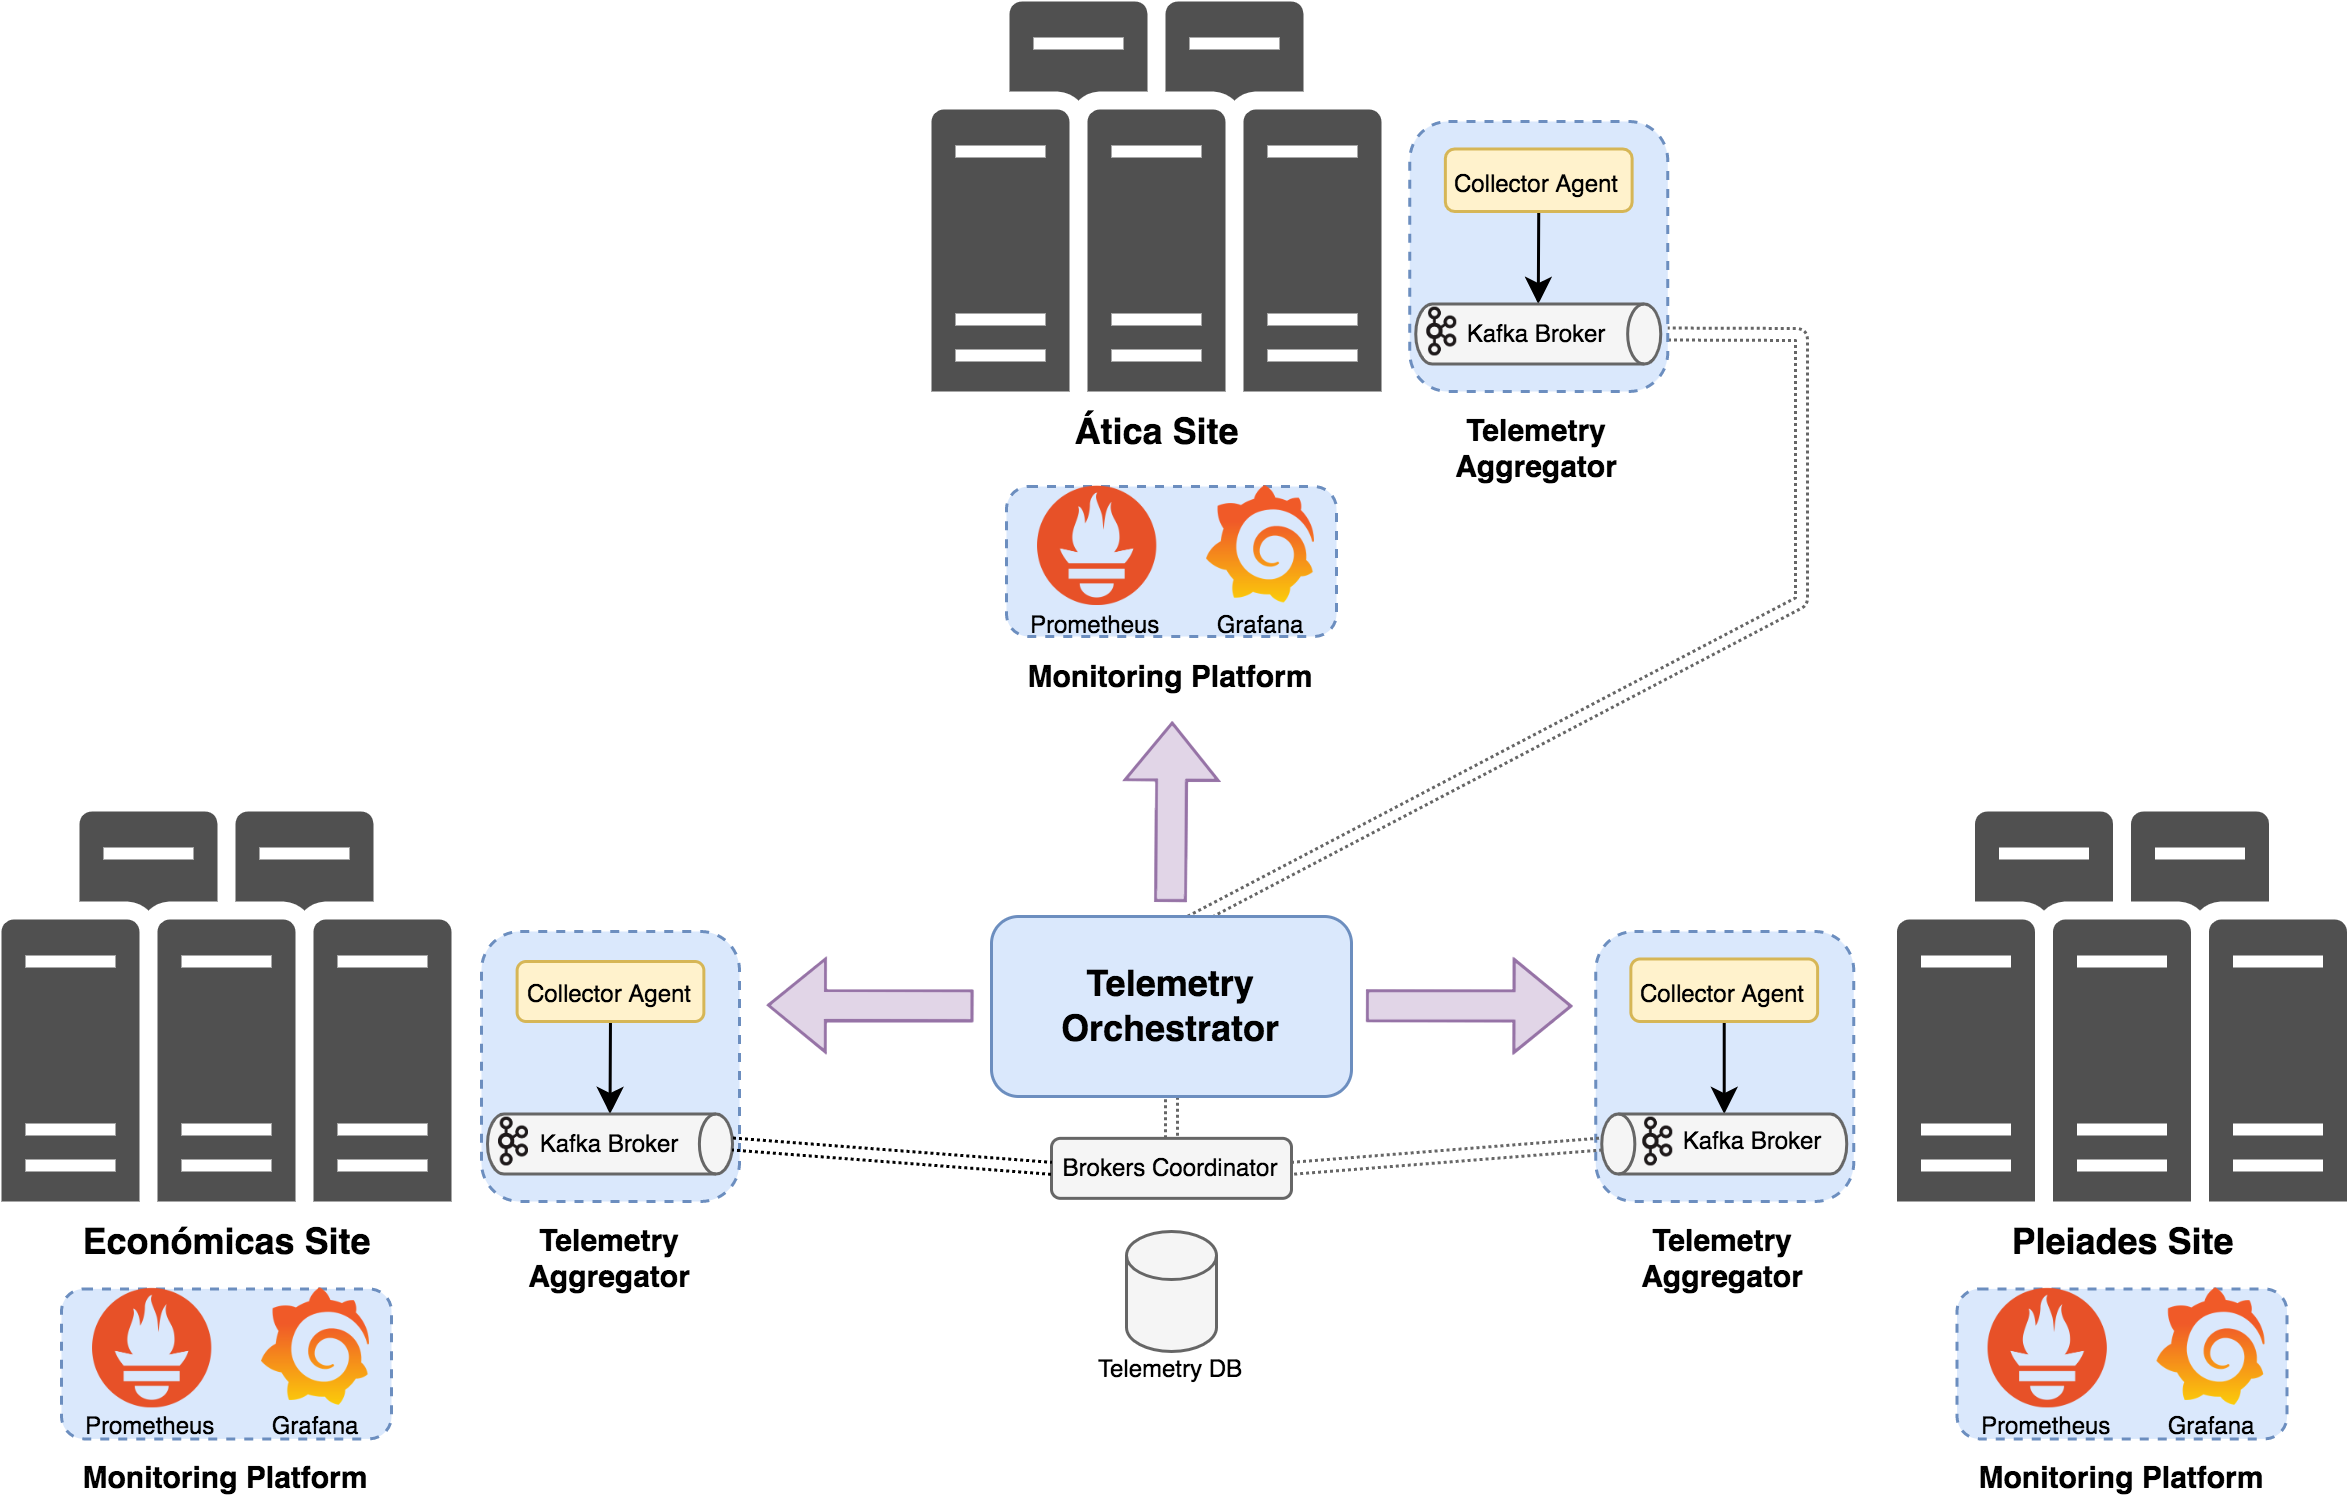 Collector Agent
Kafka Broker
Ática Site
Telemetry
Aggregator
Prometheus
Grafana
Monitoring Platform
Telemetry
Orchestrator
Collector Agent
Kafka Broker
Económicas Site
Telemetry
Aggregator
Prometheus
Grafana
Monitoring Platform
Brokers Coordinator
Telemetry DB
Collector Agent
Kafka Broker
Telemetry
Aggregator
Pleiades Site
Prometheus
Grafana
Monitoring Platform